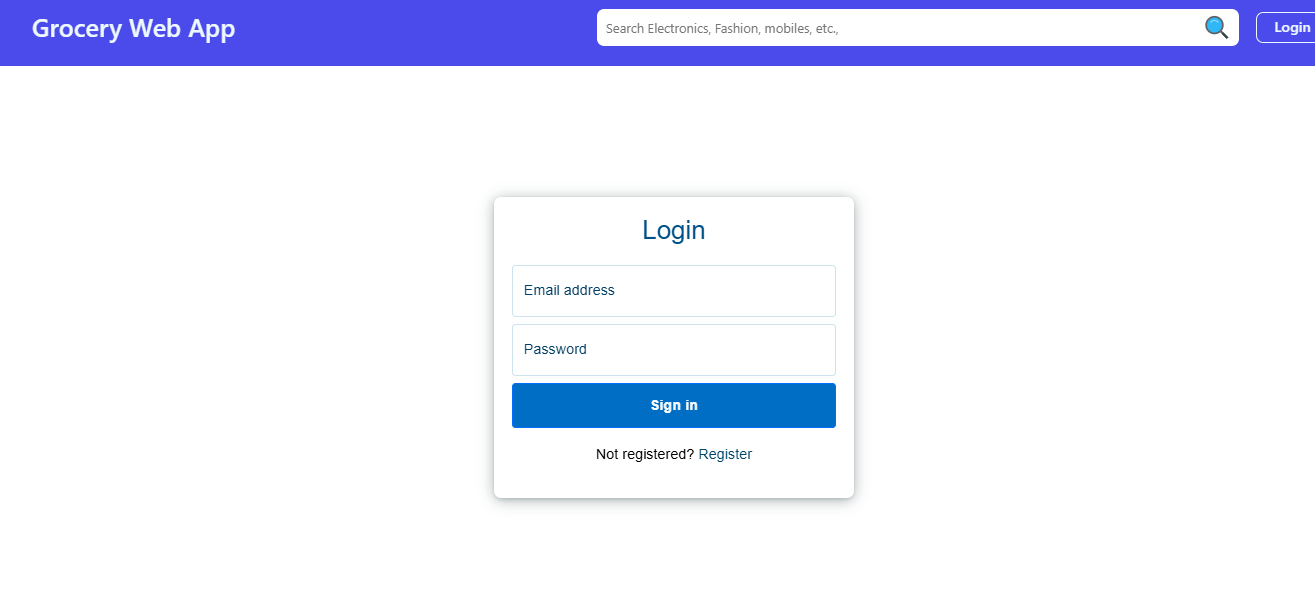 Grocery Web App
Search Electronics, Fashion, mobiles, etc.,
Login
Login
Email address
Password
Sign in
Not registered? Register